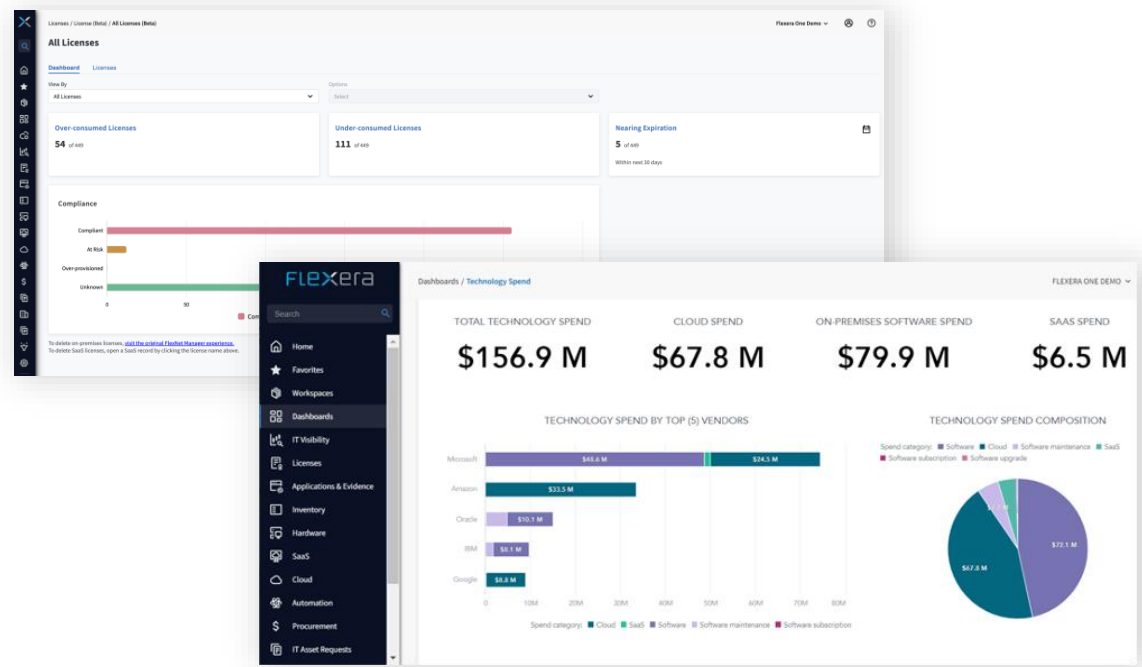 Licenses / License (Beta) / All Licenses (Beta)
Flexera One Demo
All Licenses
Dashboard Licenses
View By
All Licenses
Options
Select
Over-consumed Licenses
54 of 449
Under-consumed Licenses
111 of 449
Nearing Expiration
5 of 449
Within next 30 days
Compliance
Compliant
At Risk
Over-provisioned
Unknown
0 50
Com
To delete on-premises licenses, visit the original FlexNet Manager experience.
To delete SaaS licenses, open a SaaS record by clicking the license name above.
FLEXera
Search
Home
Favorites
Workspaces
Dashboards
IT Visibility
Licenses
Applications & Evidence
Inventory
Hardware
SaaS
Cloud
Automation
Procurement
IT Asset Requests
Dashboards / Technology Spend
FLEXERA ONE DEMO
TOTAL TECHNOLOGY SPEND
$156.9 M
CLOUD SPEND
$67.8 M
ON-PREMISES SOFTWARE SPEND
$79.9 M
SAAS SPEND
$6.5 M
TECHNOLOGY SPEND BY TOP (5) VENDORS
Microsoft $48.6 M $24.5 M
Amazon $33.5 M
Oracle $10.1 M
IBM $8.1 M
Google $8.8 M
0 10M 20M 30M 40M 50M 60M 70M 80M
Spend category: Cloud SaaS Software Software maintenance Software subscription
TECHNOLOGY SPEND COMPOSITION
Spend category: Software Cloud Software maintenance SaaS
Software subscription Software upgrade
$72.1 M
$67.8 M